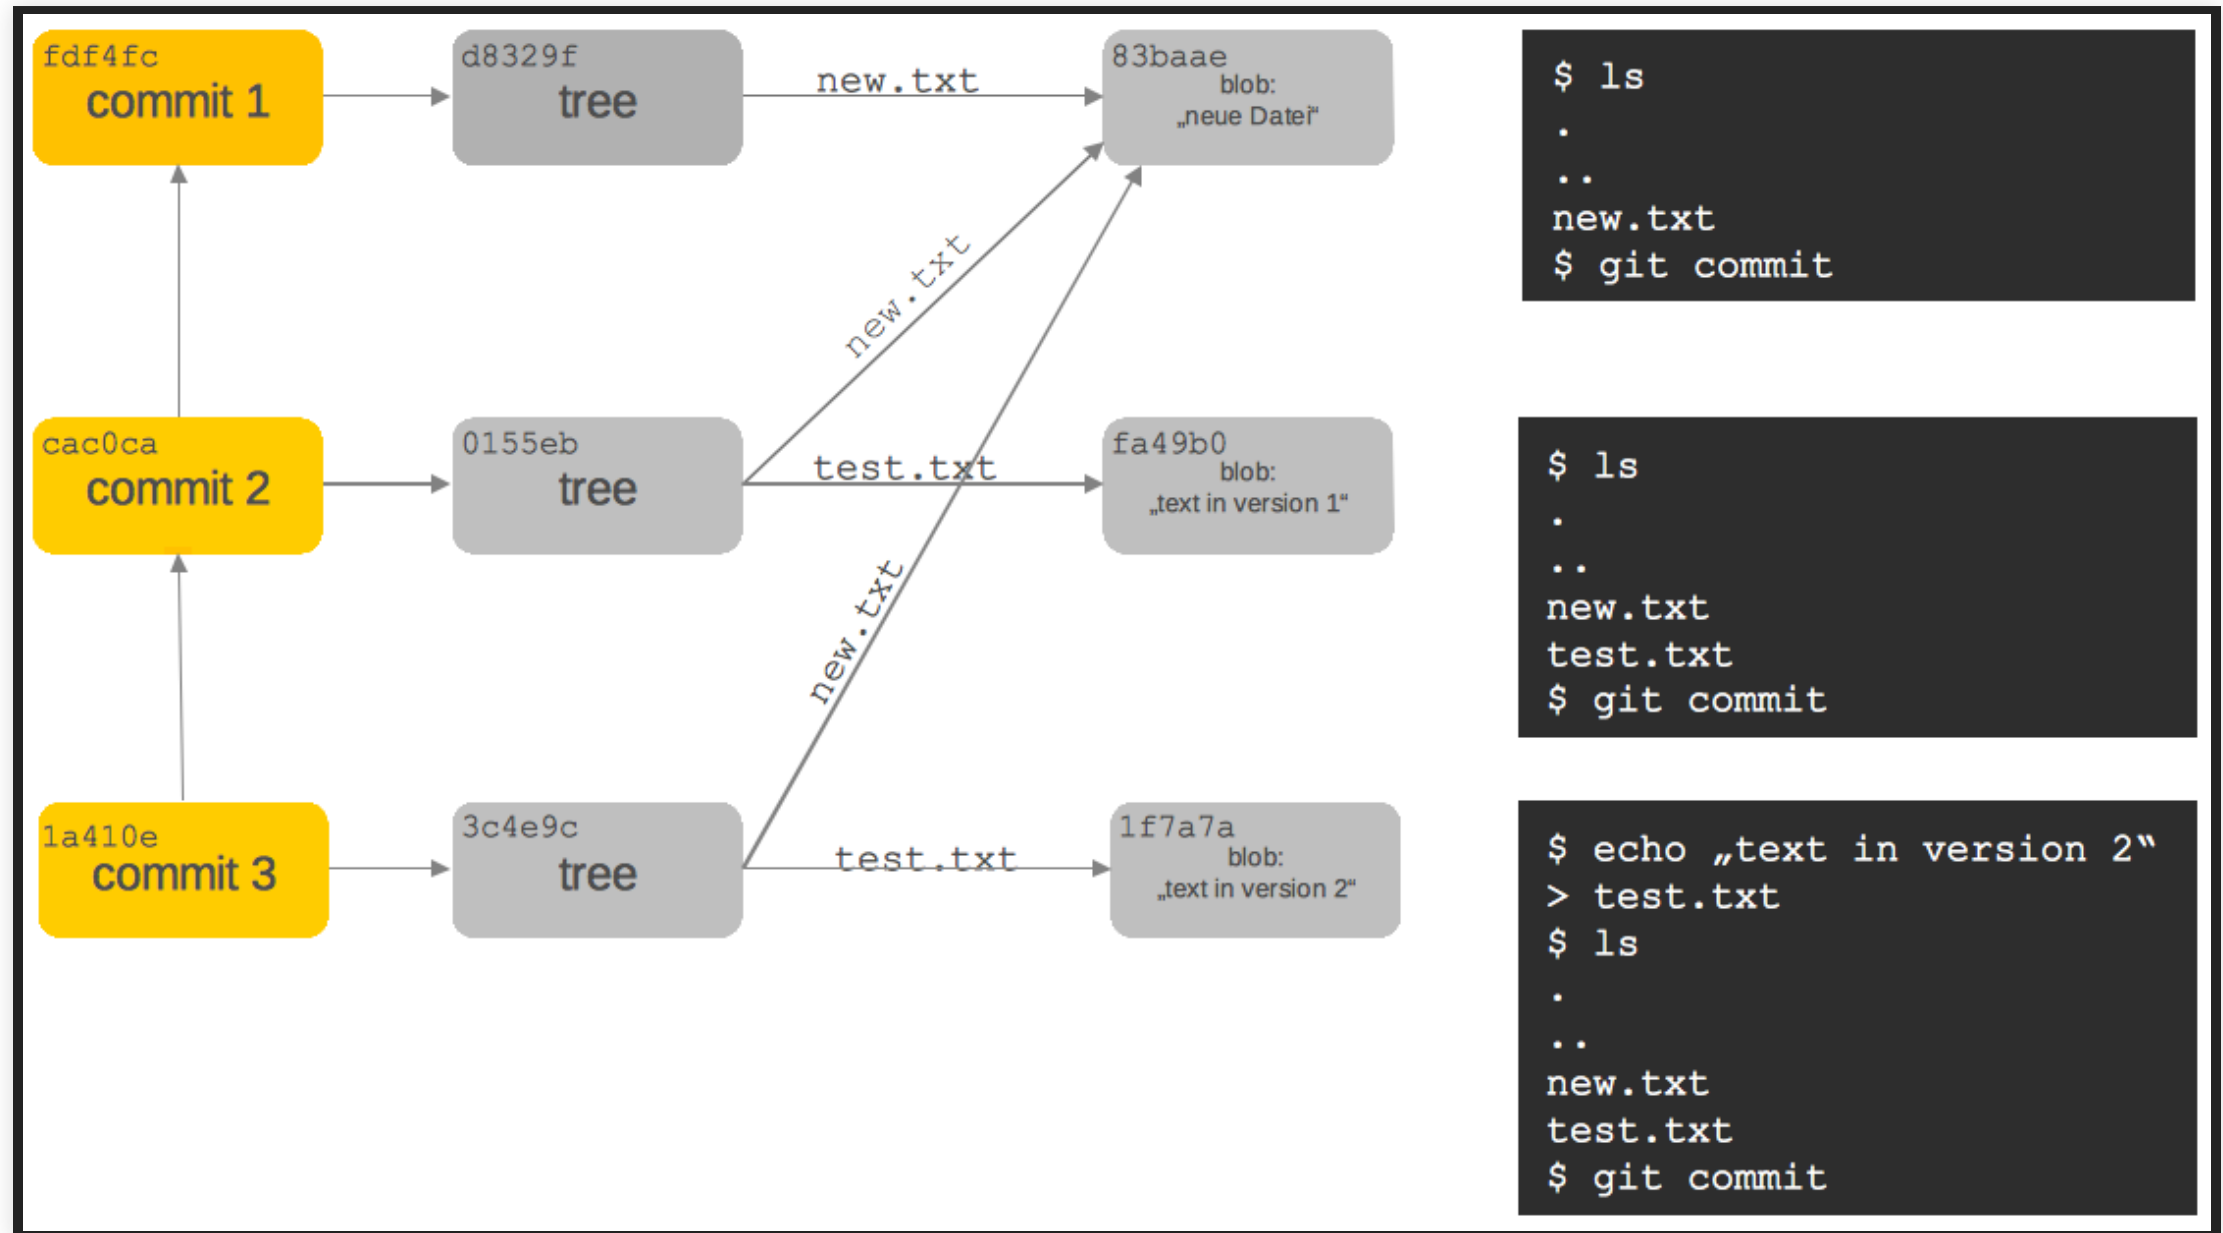 fdf4fc
commit 1
d8329f
tree
new.txt
83baae
blob:
„neue Datei“
$ ls
.
..
new.txt
$ git commit
new.txt
cac0ca
commit 2
0155eb
tree
test.txt
fa49b0
blob:
„text in version 1“
$ ls
.
..
new.txt
test.txt
$ git commit
new.txt
1a410e
commit 3
3c4e9c
tree
test.txt
1f7a7a
blob:
„text in version 2“
$ echo „text in version 2“
> test.txt
$ ls
.
..
new.txt
test.txt
$ git commit